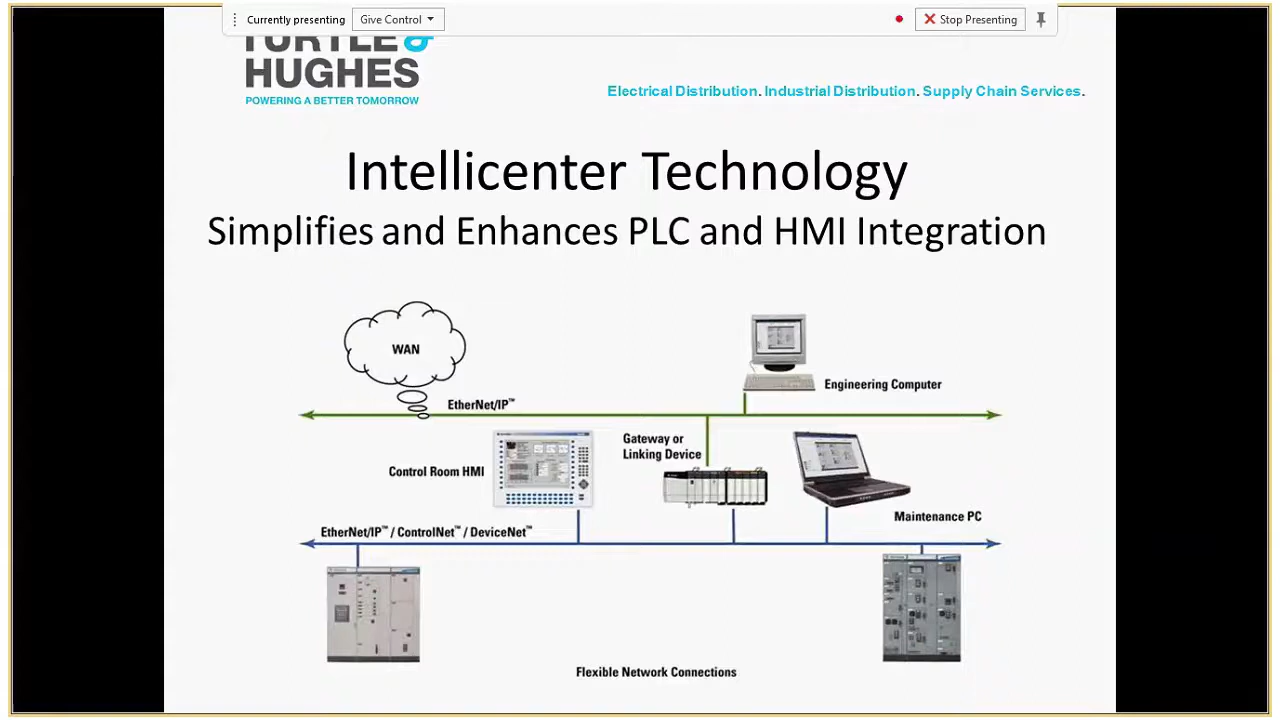 Currently presenting
Give Control
Stop Presenting
TURTLE &
HUGHES
POWERING A BETTER TOMORROW
Electrical Distribution. Industrial Distribution. Supply Chain Services.
Intellicenter Technology
Simplifies and Enhances PLC and HMI Integration
WAN
Engineering Computer
EtherNet/IP™
Gateway or
Linking Device
Control Room HMI
Maintenance PC
EtherNet/IP™ / ControlNet™ / DeviceNet™
Flexible Network Connections